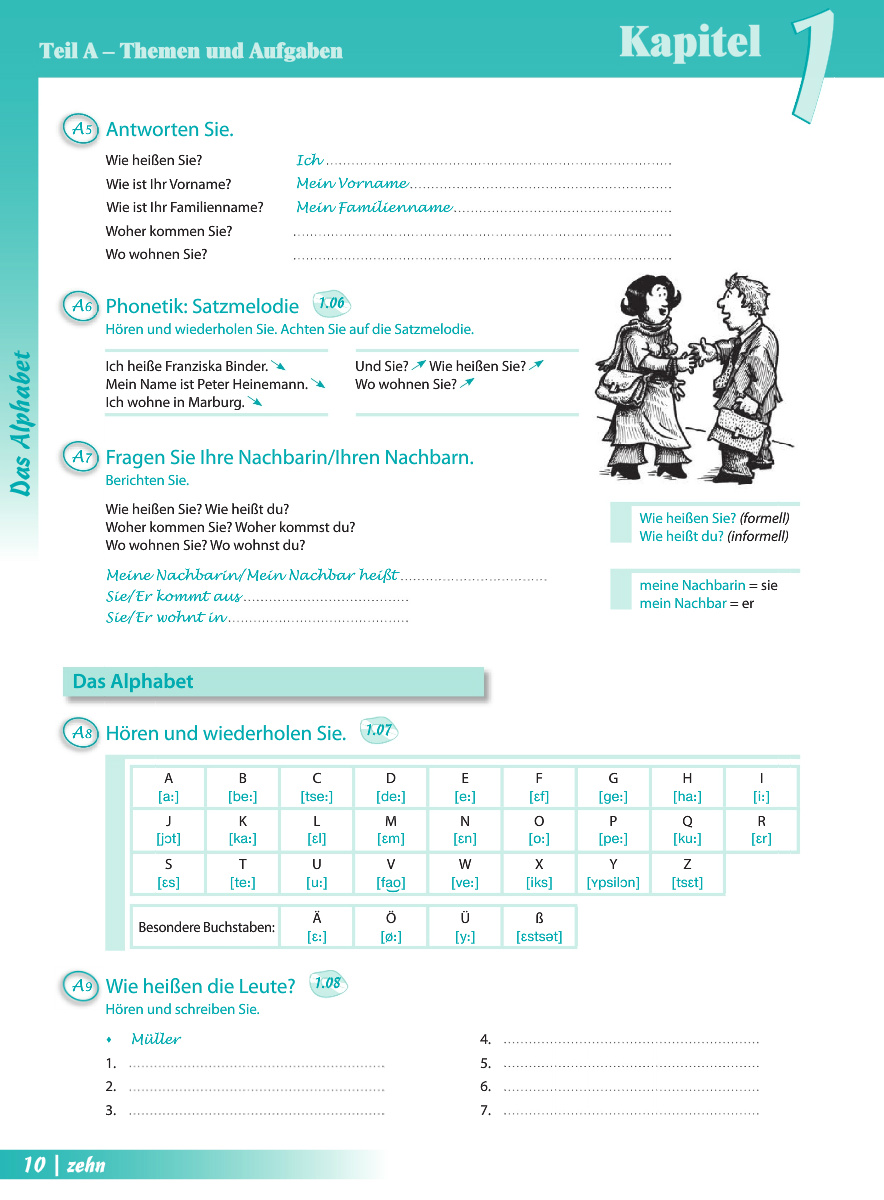 Teil A – Themen und Aufgaben
Kapitel 1
Das Alphabet
A5 Antworten Sie.
Wie heißen Sie? Ich ........................................
Wie ist Ihr Vorname? Mein Vorname ........................................
Wie ist Ihr Familienname? Mein Familienname ........................................
Woher kommen Sie? ........................................
Wo wohnen Sie? ........................................
A6 Phonetik: Satzmelodie 1.06
Hören und wiederholen Sie. Achten Sie auf die Satzmelodie.
Ich heiße Franziska Binder. ↘
Mein Name ist Peter Heinemann. ↘
Ich wohne in Marburg. ↘
Und Sie? ↗ Wie heißen Sie? ↗
Wo wohnen Sie? ↗
A7 Fragen Sie Ihre Nachbarin/Ihren Nachbarn.
Berichten Sie.
Wie heißen Sie? Wie heißt du?
Woher kommen Sie? Woher kommst du?
Wo wohnen Sie? Wo wohnst du?
Meine Nachbarin/Mein Nachbar heißt ........................................
Sie/Er kommt aus ........................................
Sie/Er wohnt in ........................................
Wie heißen Sie? (formell)
Wie heißt du? (informell)
meine Nachbarin = sie
mein Nachbar = er
Das Alphabet
A8 Hören und wiederholen Sie. 1.07
A B C D E F G H I
[aː] [beː] [tseː] [deː] [eː] [ɛf] [geː] [haː] [iː]
J K L M N O P Q R
[jɔt] [kaː] [ɛl] [ɛm] [ɛn] [oː] [peː] [kuː] [ɛr]
S T U V W X Y Z
[ɛs] [teː] [uː] [fao̯] [veː] [iks] [ʏpsilɔn] [tsɛt]
Besondere Buchstaben: Ä Ö Ü ß
[ɛː] [øː] [yː] [ɛstsət]
A9 Wie heißen die Leute? 1.08
Hören und schreiben Sie.
♦ Müller
1. ........................................
2. ........................................
3. ........................................
4. ........................................
5. ........................................
6. ........................................
7. ........................................
10 | zehn